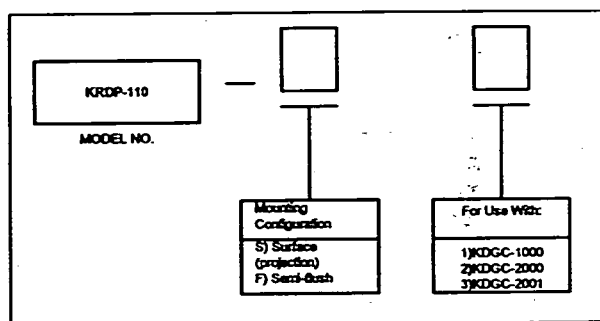 KRDP-110
MODEL NO.
Mounting
Configuration
S) Surface
(projection)
F) Semi-flush
For Use With:
1)KDGC-1000
2)KDGC-2000
3)KDGC-2001